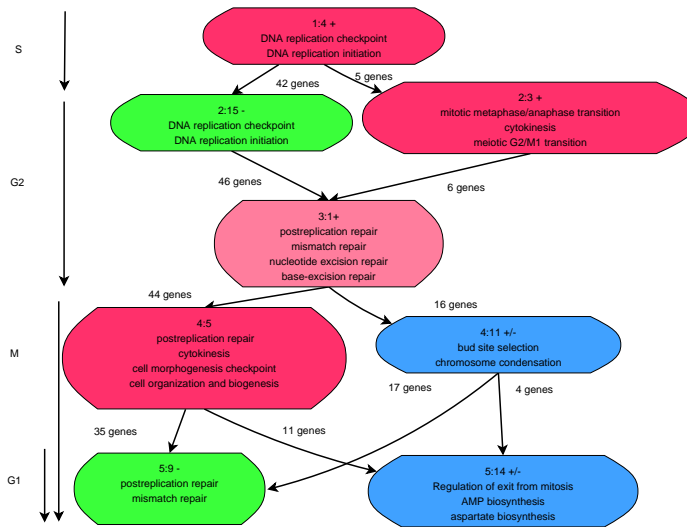 S
1:4 +
DNA replication checkpoint
DNA replication initiation
42 genes
5 genes
2:15 -
DNA replication checkpoint
DNA replication initiation
2:3 +
mitotic metaphase/anaphase transition
cytokinesis
meiotic G2/M1 transition
G2
46 genes
6 genes
3:1+
postreplication repair
mismatch repair
nucleotide excision repair
base-excision repair
44 genes
16 genes
M
4:5
postreplication repair
cytokinesis
cell morphogenesis checkpoint
cell organization and biogenesis
4:11 +/-
bud site selection
chromosome condensation
17 genes
4 genes
35 genes
11 genes
G1
5:9 -
postreplication repair
mismatch repair
5:14 +/-
Regulation of exit from mitosis
AMP biosynthesis
aspartate biosynthesis